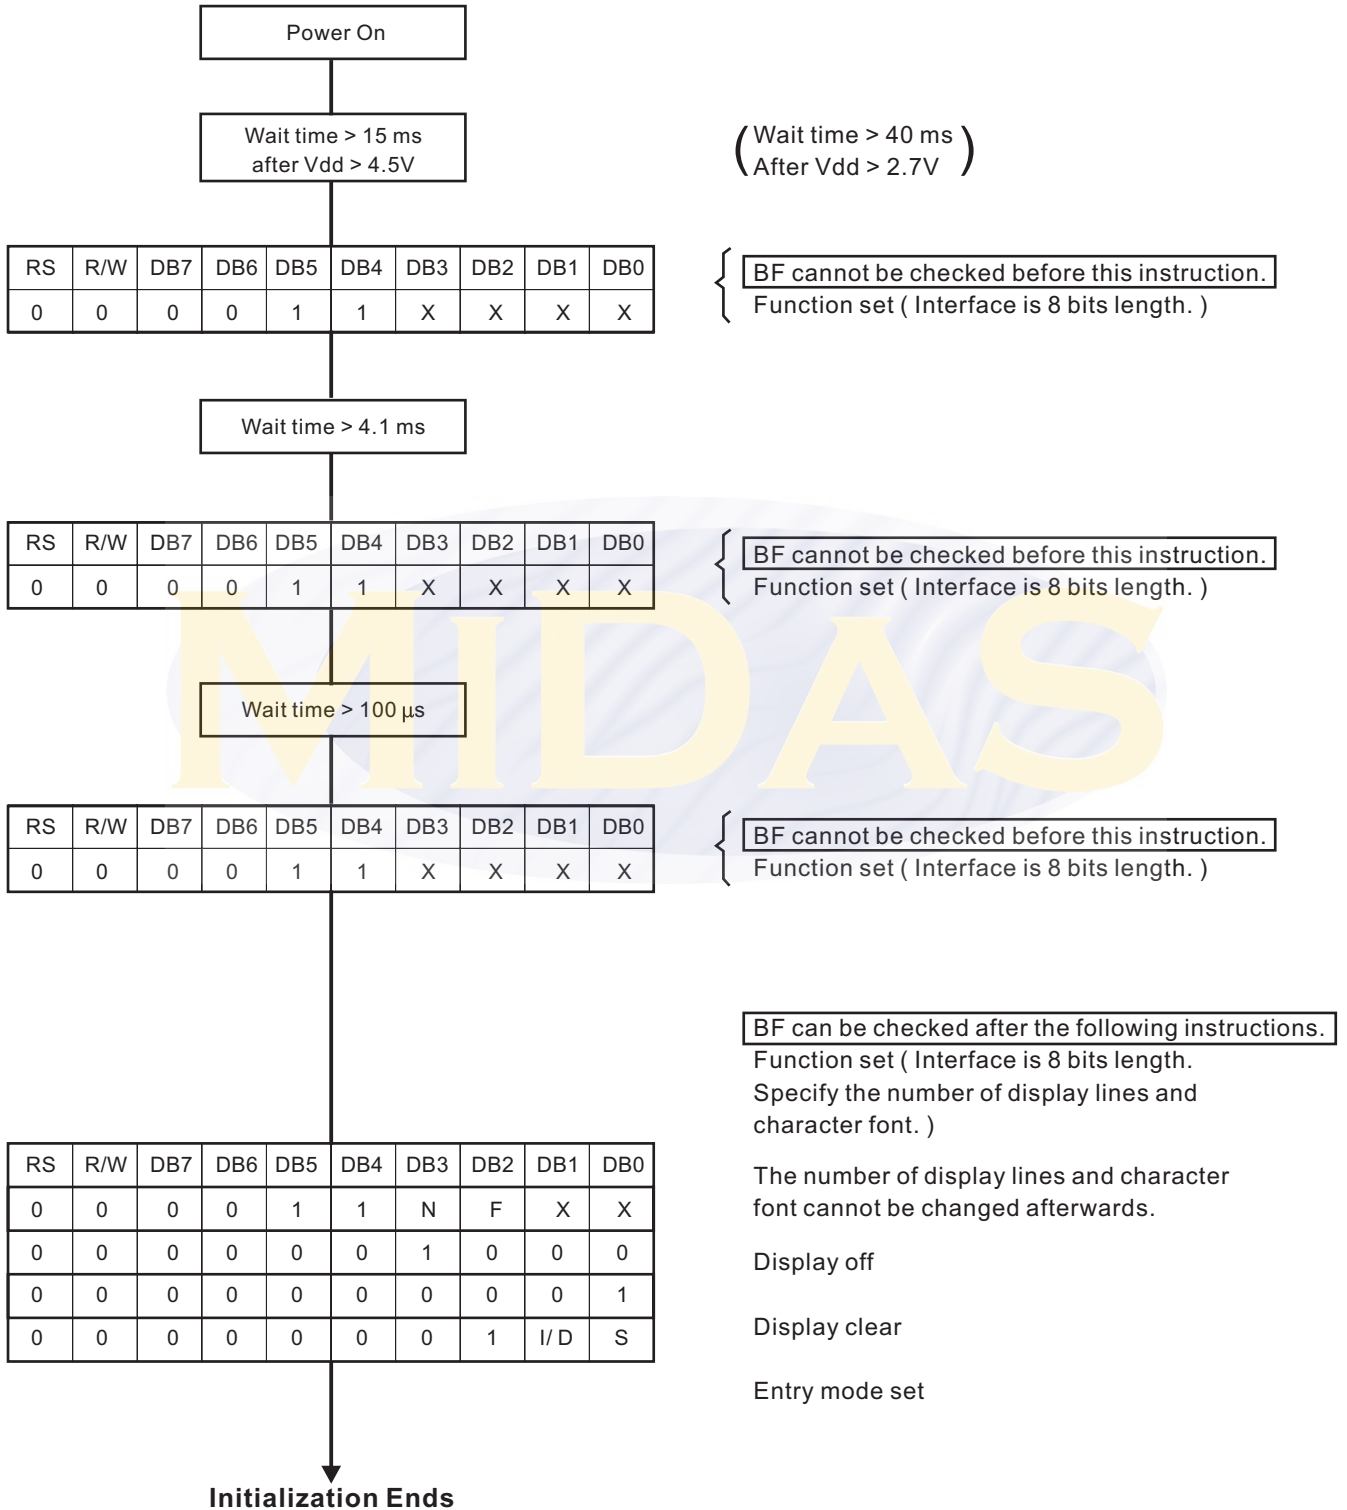 Power On
Wait time > 15 ms
after Vdd > 4.5V
(Wait time > 40 ms
After Vdd > 2.7V)
RS R/W DB7 DB6 DB5 DB4 DB3 DB2 DB1 DB0
0 0 0 0 1 1 X X X X
BF cannot be checked before this instruction.
Function set ( Interface is 8 bits length. )
Wait time > 4.1 ms
RS R/W DB7 DB6 DB5 DB4 DB3 DB2 DB1 DB0
0 0 0 0 1 1 X X X X
BF cannot be checked before this instruction.
Function set ( Interface is 8 bits length. )
MIDAS
Wait time > 100 µs
RS R/W DB7 DB6 DB5 DB4 DB3 DB2 DB1 DB0
0 0 0 0 1 1 X X X X
BF cannot be checked before this instruction.
Function set ( Interface is 8 bits length. )
BF can be checked after the following instructions.
Function set ( Interface is 8 bits length.
Specify the number of display lines and
character font. )
The number of display lines and character
font cannot be changed afterwards.
Display off
Display clear
Entry mode set
RS R/W DB7 DB6 DB5 DB4 DB3 DB2 DB1 DB0
0 0 0 0 1 1 N F X X
0 0 0 0 0 0 1 0 0 0
0 0 0 0 0 0 0 0 0 1
0 0 0 0 0 0 0 1 I/ D S
Initialization Ends